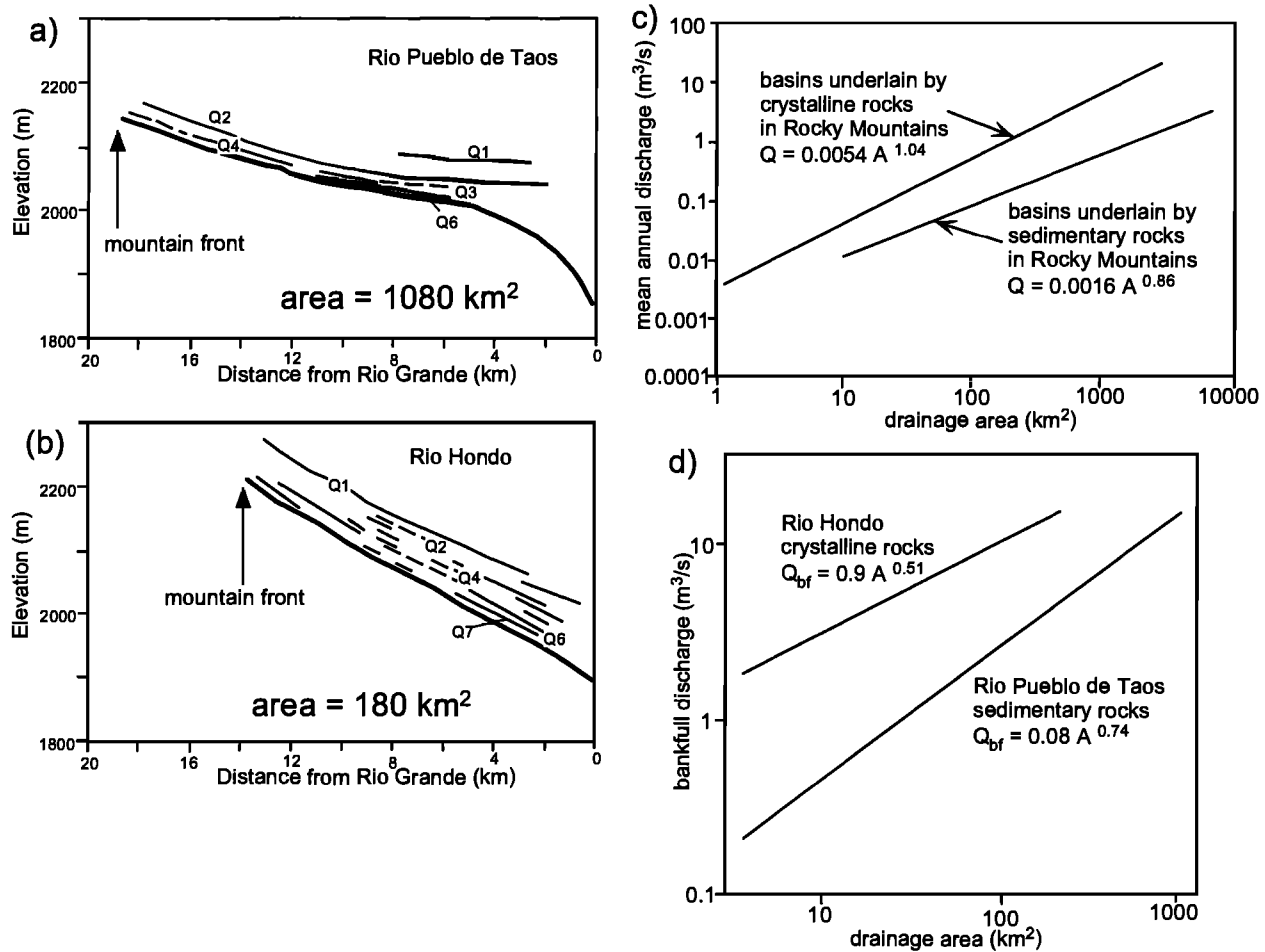 a)
Rio Pueblo de Taos
Elevation (m)
2200
2000
1800
Q2
Q4
Q1
Q3
Q6
mountain front
area = 1080 km²
20
16
12
8
4
0
Distance from Rio Grande (km)
(b)
Rio Hondo
Elevation (m)
2200
2000
1800
Q1
Q2
Q4
Q7
Q6
mountain front
area = 180 km²
20
16
12
8
4
0
Distance from Rio Grande (km)
c)
mean annual discharge (m³/s)
100
10
1
0.1
0.01
0.001
0.0001
basins underlain by
crystalline rocks
in Rocky Mountains
Q = 0.0054 A^1.04
basins underlain by
sedimentary rocks
in Rocky Mountains
Q = 0.0016 A^0.86
1
10
100
1000
10000
drainage area (km²)
d)
bankfull discharge (m³/s)
10
1
0.1
Rio Hondo
crystalline rocks
Q_bf = 0.9 A^0.51
Rio Pueblo de Taos
sedimentary rocks
Q_bf = 0.08 A^0.74
10
100
1000
drainage area (km²)